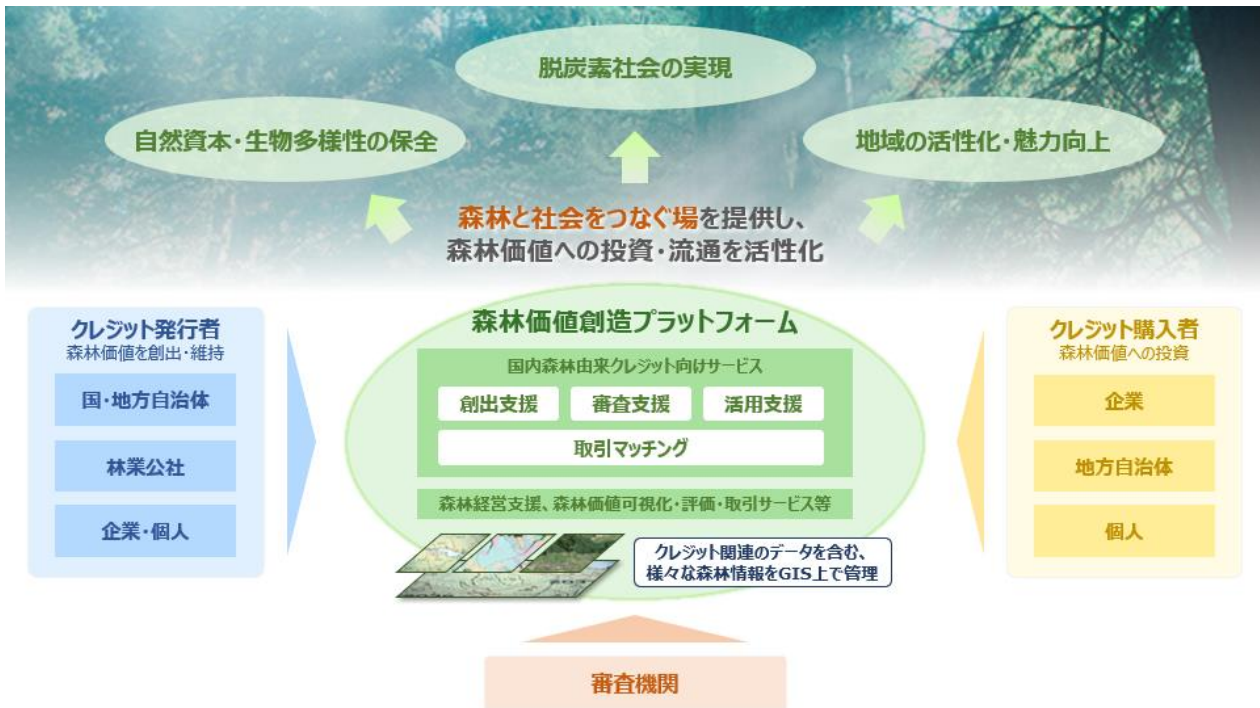 脱炭素社会の実現
自然資本・生物多様性の保全
地域の活性化・魅力向上
森林と社会をつなぐ場を提供し、
森林価値への投資・流通を活性化
クレジット発行者
森林価値を創出・維持
国・地方自治体
林業公社
企業・個人
森林価値創造プラットフォーム
国内森林由来クレジット向けサービス
創出支援
審査支援
活用支援
取引マッチング
森林経営支援、森林価値可視化・評価・取引サービス等
クレジット関連のデータを含む、
様々な森林情報をGIS上で管理
クレジット購入者
森林価値への投資
企業
地方自治体
個人
審査機関